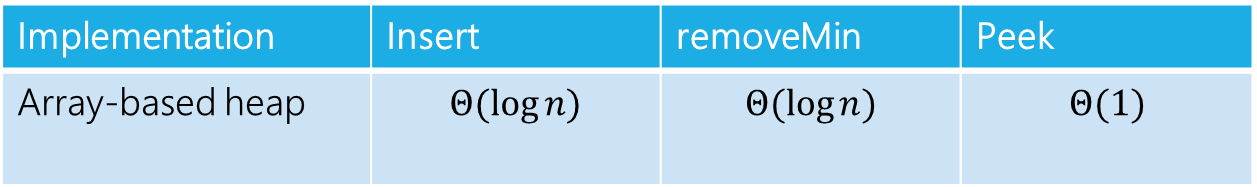 Implementation Insert removeMin Peek
Array-based heap Θ(log n) Θ(log n) Θ(1)